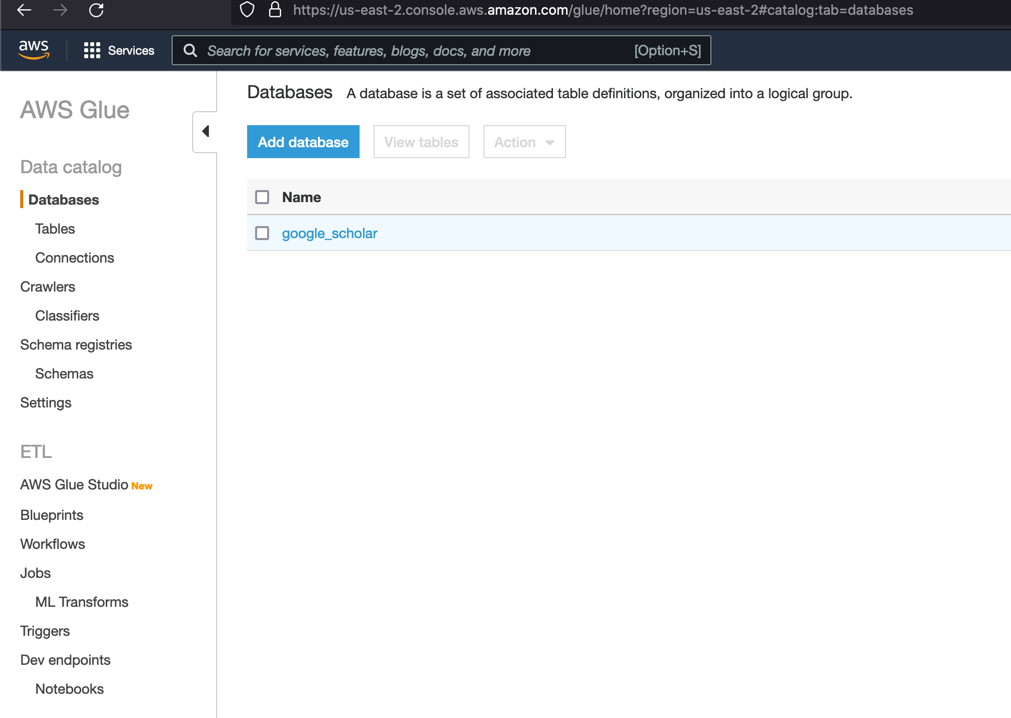 https://us-east-2.console.aws.amazon.com/glue/home?region=us-east-2#catalog:tab=databases
aws Services Search for services, features, blogs, docs, and more [Option+S]
AWS Glue
Data catalog
Databases
Tables
Connections
Crawlers
Classifiers
Schema registries
Schemas
Settings
ETL
AWS Glue Studio New
Blueprints
Workflows
Jobs
ML Transforms
Triggers
Dev endpoints
Notebooks
Databases A database is a set of associated table definitions, organized into a logical group.
Add database View tables Action
Name
google_scholar